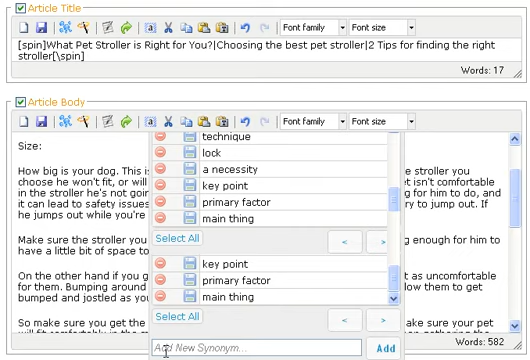 Article Title
Font family Font size
[spin]What Pet Stroller is Right for You?|Choosing the best pet stroller|2 Tips for finding the right
stroller[\spin]
Words: 17
Article Body
Font family Font size
technique
Size:
lock
How big is your dog. This is a necessity e stroller you
choose he won't fit, or will key point t isn't comfortable
in the stroller he's not goin primary factor g for him to do, and
it can lead to safety issues ry to jump out. If
he jumps out while you're main thing
Select All < >
Make sure the stroller you g enough for him to
have a little bit of space to
key point
On the other hand if you g primary factor t as uncomfortable
for them. Bumping around low them to get
bumped and jostled as you main thing
Select All < >
So make sure you get the ake sure your pet
Words: 582
Add New Synonym... Add